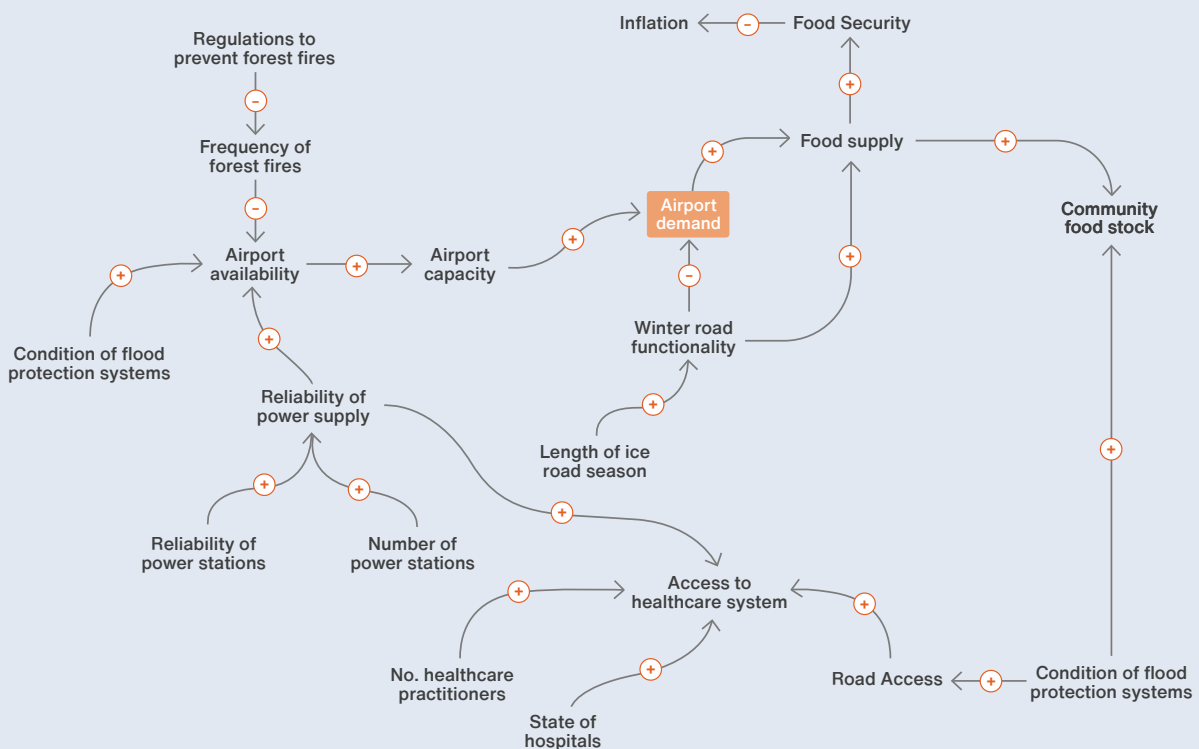 Inflation
−
Food Security
Regulations to
prevent forest fires
−
+
Frequency of
forest fires
Food supply
+
+
−
Airport
demand
Community
food stock
Airport
availability
+
Airport
capacity
+
+
+
−
Winter road
functionality
Condition of flood
protection systems
+
Reliability of
power supply
+
Length of ice
road season
+
+
+
+
Reliability of
power stations
Number of
power stations
Access to
healthcare system
+
+
No. healthcare
practitioners
+
Road Access
+
Condition of flood
protection systems
State of
hospitals